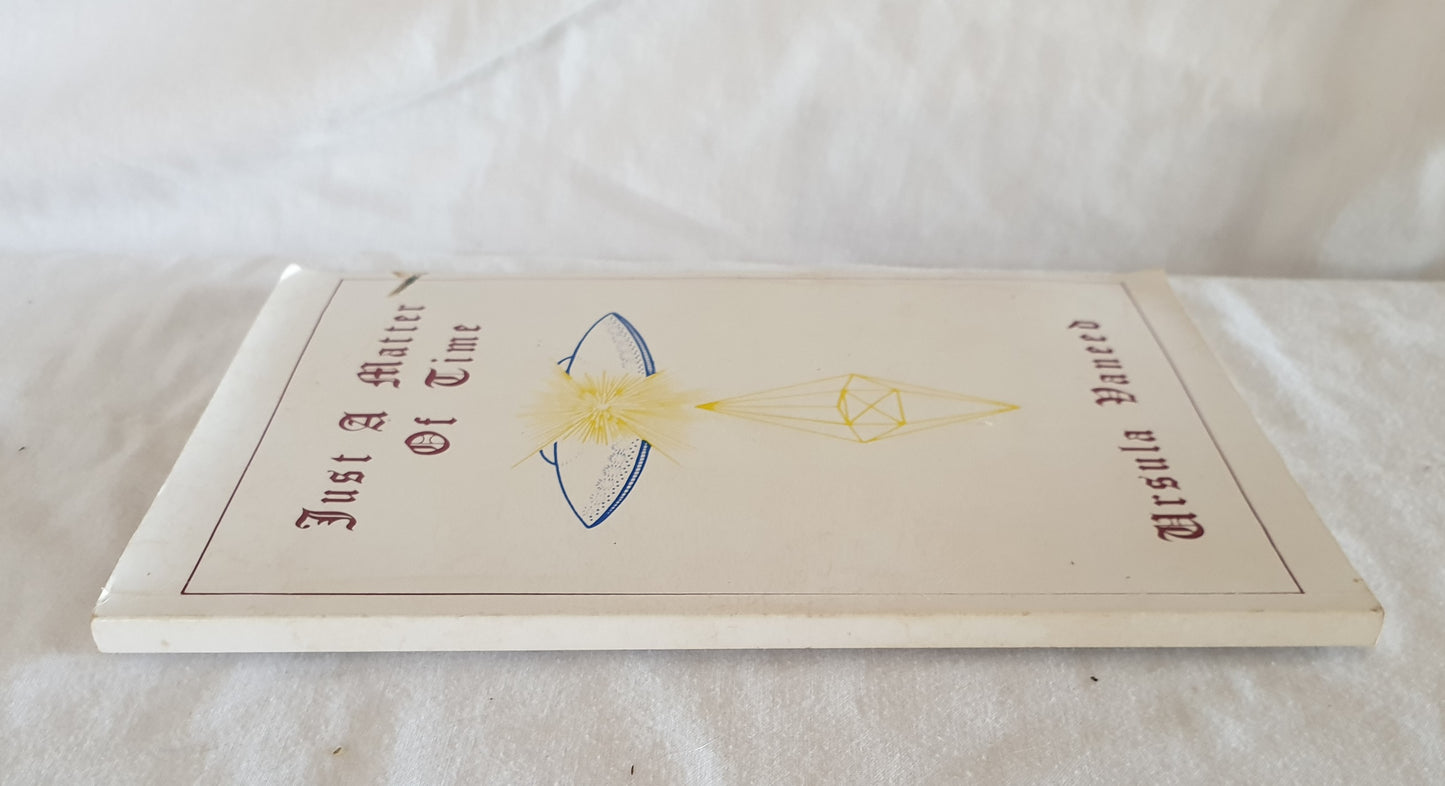 Just A Matter
Of Time
Ursula Vaneed